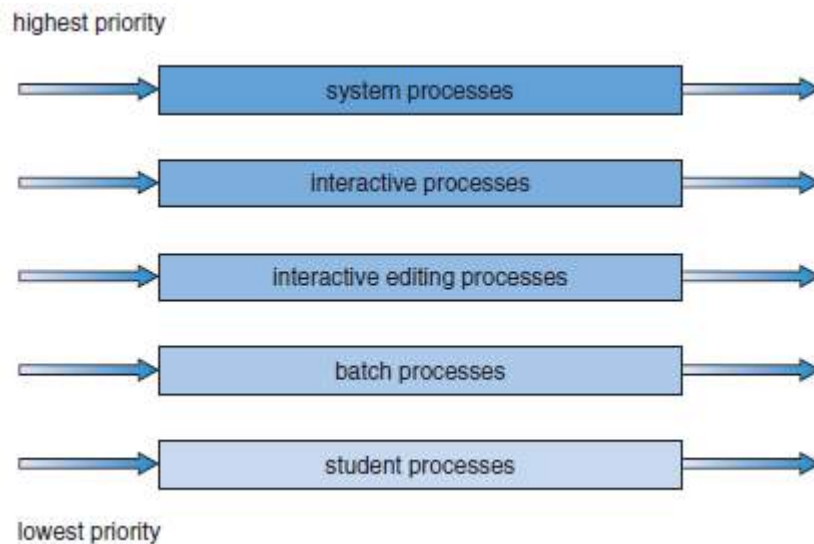 highest priority
system processes
interactive processes
interactive editing processes
batch processes
student processes
lowest priority